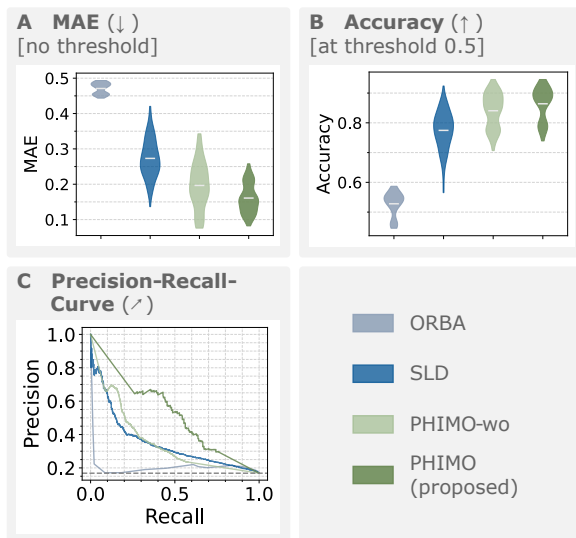 A MAE (↓)
[no threshold]
0.5
0.4
0.3
0.2
0.1
MAE
B Accuracy (↑)
[at threshold 0.5]
0.8
0.6
Accuracy
C Precision-Recall-
Curve (↗)
1.0
0.8
0.6
0.4
0.2
Precision
0.0 0.5 1.0
Recall
ORBA
SLD
PHIMO-wo
PHIMO
(proposed)